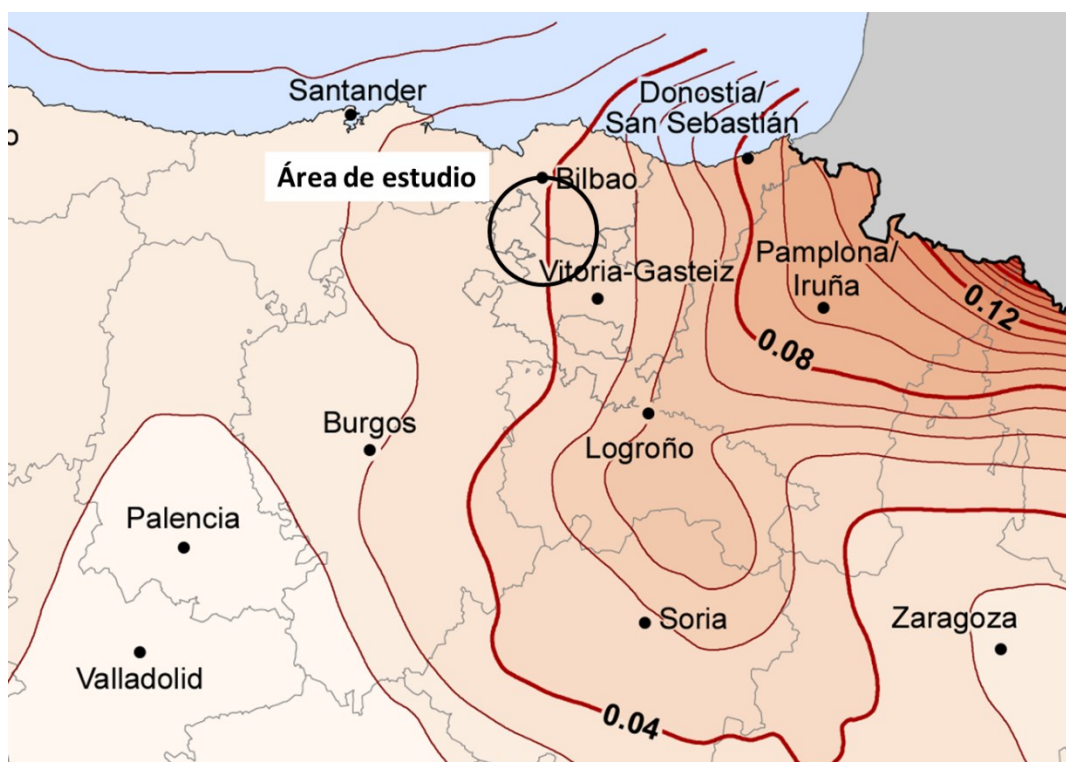 Santander
Donostia/
San Sebastián
o
Área de estudio
Bilbao
Pamplona/
Iruña
Vitoria-Gasteiz
0.12
0.08
Burgos
Logroño
Palencia
Soria
Zaragoza
Valladolid
0.04